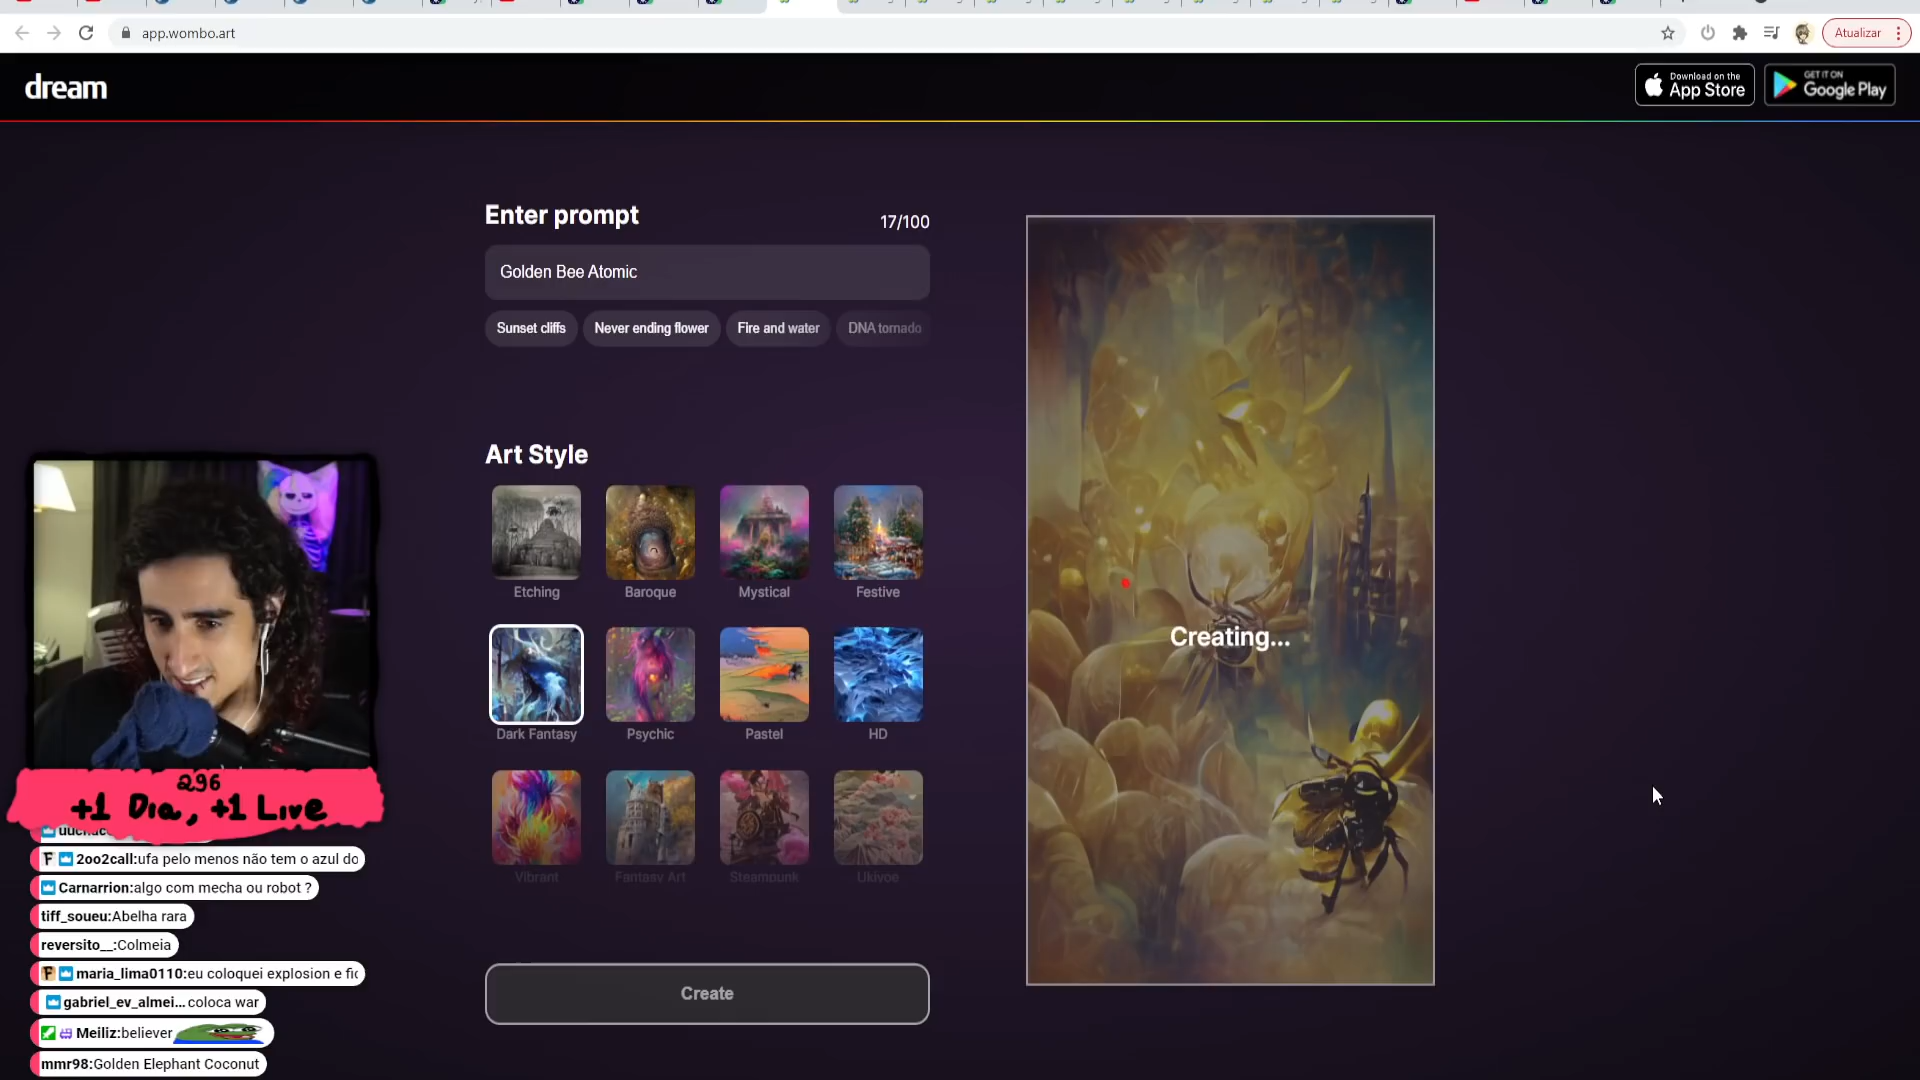 app.wombo.art
Atualizar
dream
Download on the
App Store
GET IT ON
Google Play
Enter prompt
17/100
Golden Bee Atomic
Sunset cliffs
Never ending flower
Fire and water
DNA tornado
Art Style
Etching
Baroque
Mystical
Festive
Dark Fantasy
Psychic
Pastel
HD
Vibrant
Fantasy Art
Steampunk
Ukiyoe
Create
Creating...
296
+1 Dia, +1 Live
2oo2call:ufa pelo menos não tem o azul do
Carnarrion:algo com mecha ou robot ?
tiff_soueu:Abelha rara
reversito__:Colmeia
maria_lima0110:eu coloquei explosion e fic
gabriel_ev_almei... coloca war
Meiliz:believer
mmr98:Golden Elephant Coconut